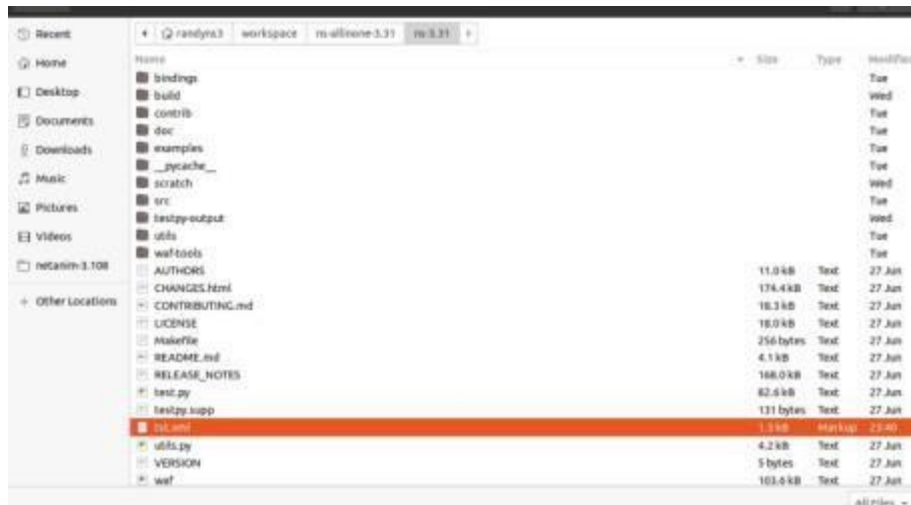 Recent
Home
Desktop
Documents
Downloads
Music
Pictures
Videos
netanim-3.108
+ Other Locations
randyns3 workspace ns-allinone-3.31 ns-3.31
Name Size Type Modified
bindings Tue
build Wed
contrib Tue
doc Tue
examples Tue
__pycache__ Tue
scratch Wed
src Tue
testpy-output Wed
utils Tue
waf-tools Tue
AUTHORS 11.0 kB Text 27 Jun
CHANGES.html 174.4 kB Text 27 Jun
CONTRIBUTING.md 18.3 kB Text 27 Jun
LICENSE 18.0 kB Text 27 Jun
Makefile 256 bytes Text 27 Jun
README.md 4.1 kB Text 27 Jun
RELEASE_NOTES 168.0 kB Text 27 Jun
test.py 82.6 kB Text 27 Jun
testpy.supp 131 bytes Text 27 Jun
Markup 23:40
utils.py 4.2 kB Text 27 Jun
VERSION 5 bytes Text 27 Jun
waf 103.6 kB Text 27 Jun
All Files